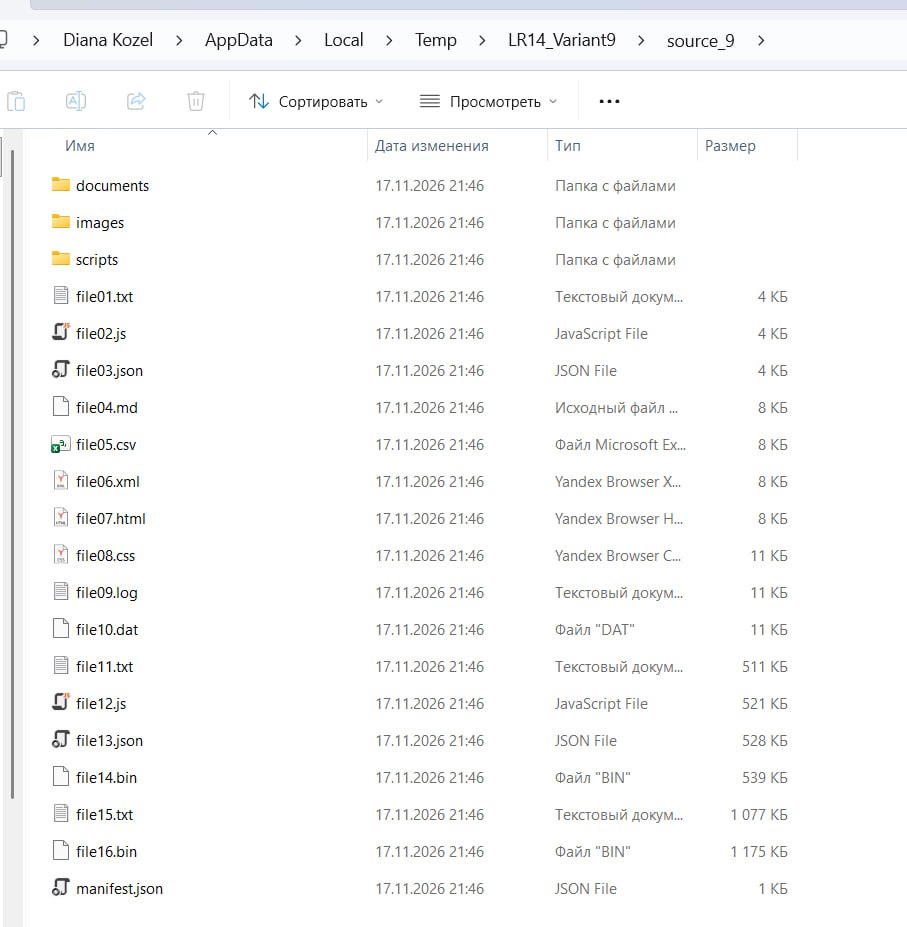 > Diana Kozel > AppData > Local > Temp > LR14_Variant9 > source_9 >
Сортировать Просмотреть •••
Имя Дата изменения Тип Размер
documents 17.11.2026 21:46 Папка с файлами
images 17.11.2026 21:46 Папка с файлами
scripts 17.11.2026 21:46 Папка с файлами
file01.txt 17.11.2026 21:46 Текстовый докум... 4 КБ
file02.js 17.11.2026 21:46 JavaScript File 4 КБ
file03.json 17.11.2026 21:46 JSON File 4 КБ
file04.md 17.11.2026 21:46 Исходный файл ... 8 КБ
file05.csv 17.11.2026 21:46 Файл Microsoft Ex... 8 КБ
file06.xml 17.11.2026 21:46 Yandex Browser X... 8 КБ
file07.html 17.11.2026 21:46 Yandex Browser H... 8 КБ
file08.css 17.11.2026 21:46 Yandex Browser C... 11 КБ
file09.log 17.11.2026 21:46 Текстовый докум... 11 КБ
file10.dat 17.11.2026 21:46 Файл "DAT" 11 КБ
file11.txt 17.11.2026 21:46 Текстовый докум... 511 КБ
file12.js 17.11.2026 21:46 JavaScript File 521 КБ
file13.json 17.11.2026 21:46 JSON File 528 КБ
file14.bin 17.11.2026 21:46 Файл "BIN" 539 КБ
file15.txt 17.11.2026 21:46 Текстовый докум... 1 077 КБ
file16.bin 17.11.2026 21:46 Файл "BIN" 1 175 КБ
manifest.json 17.11.2026 21:46 JSON File 1 КБ